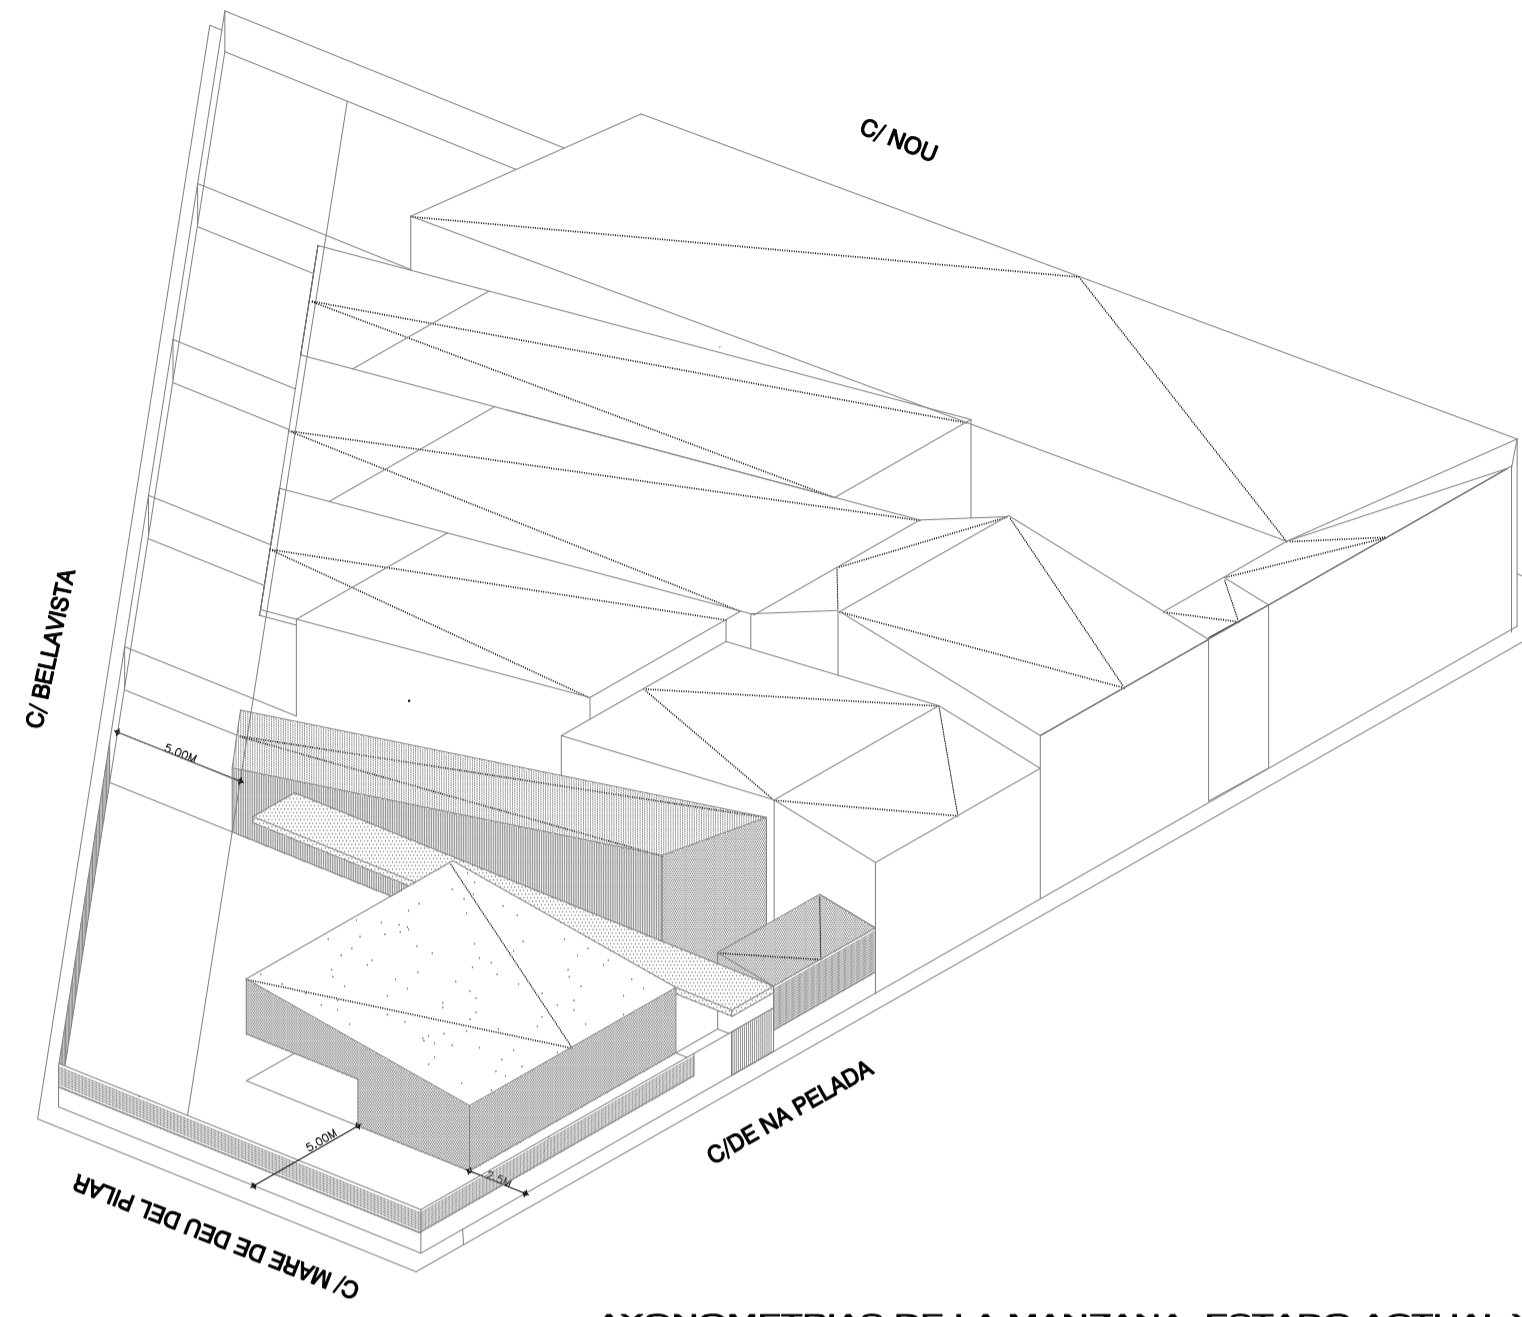 C/ NOU
C/ BELLAVISTA
5.00M
5.00M
2.5M
C/DE NA PELADA
C/ MARE DE DEU DEL PILAR
AXONOMETRIAS DE LA MANZANA. ESTADO ACTUAL Y